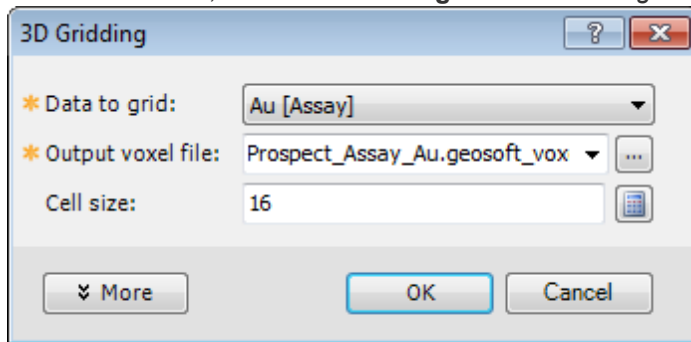 3D Gridding
* Data to grid: Au [Assay]
* Output voxel file: Prospect_Assay_Au.geosoft_vox ...
Cell size: 16
More OK Cancel